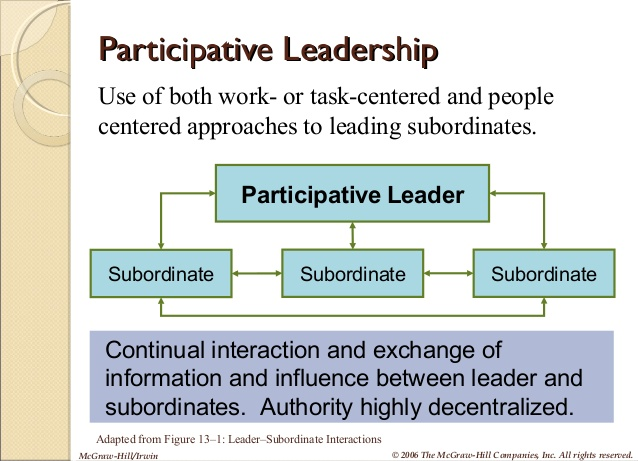 Participative Leadership
Use of both work- or task-centered and people
centered approaches to leading subordinates.
Participative Leader
Subordinate
Subordinate
Subordinate
Continual interaction and exchange of
information and influence between leader and
subordinates.  Authority highly decentralized.
Adapted from Figure 13–1: Leader–Subordinate Interactions
McGraw-Hill/Irwin
© 2006 The McGraw-Hill Companies, Inc. All rights reserved.